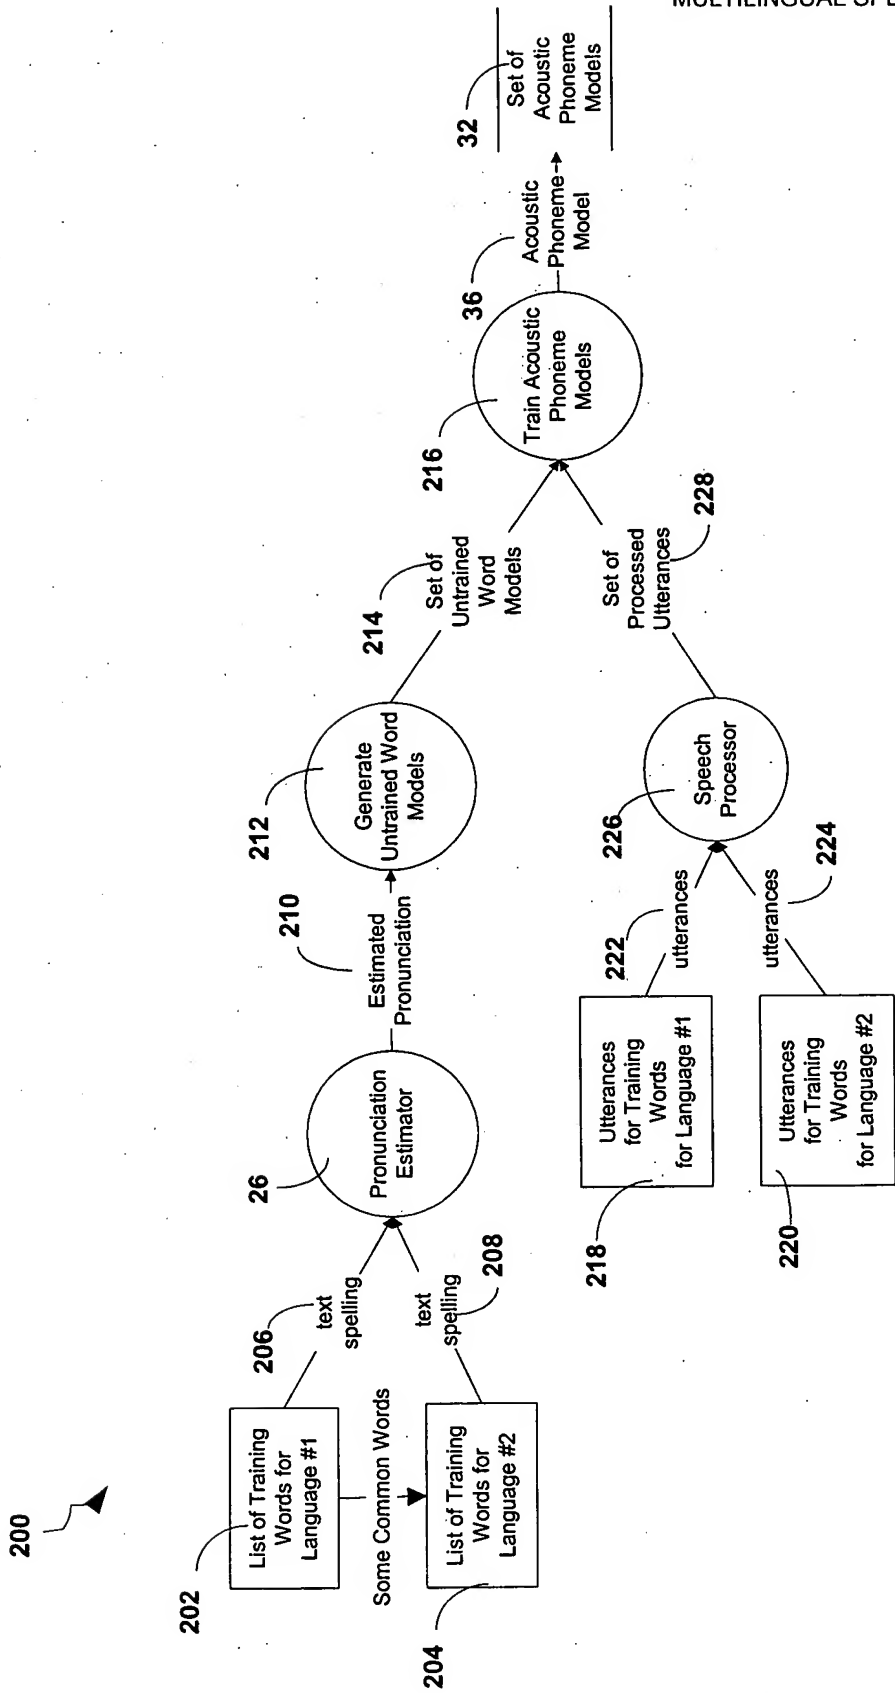 MULTILINGUAL
200
202
List of Training
Words for
Language #1
Some Common Words
204
List of Training
Words for
Language #2
206
text
spelling
208
text
spelling
26
Pronunciation
Estimator
210
Estimated
Pronunciation
212
Generate
Untrained Word
Models
214
Set of
Untrained
Word
Models
216
Train Acoustic
Phoneme
Models
36
Acoustic
Phoneme
Model
32
Set of
Acoustic
Phoneme
Models
218
Utterances
for Training
Words
for Language #1
220
Utterances
for Training
Words
for Language #2
222
utterances
224
utterances
226
Speech
Processor
228
Set of
Processed
Utterances